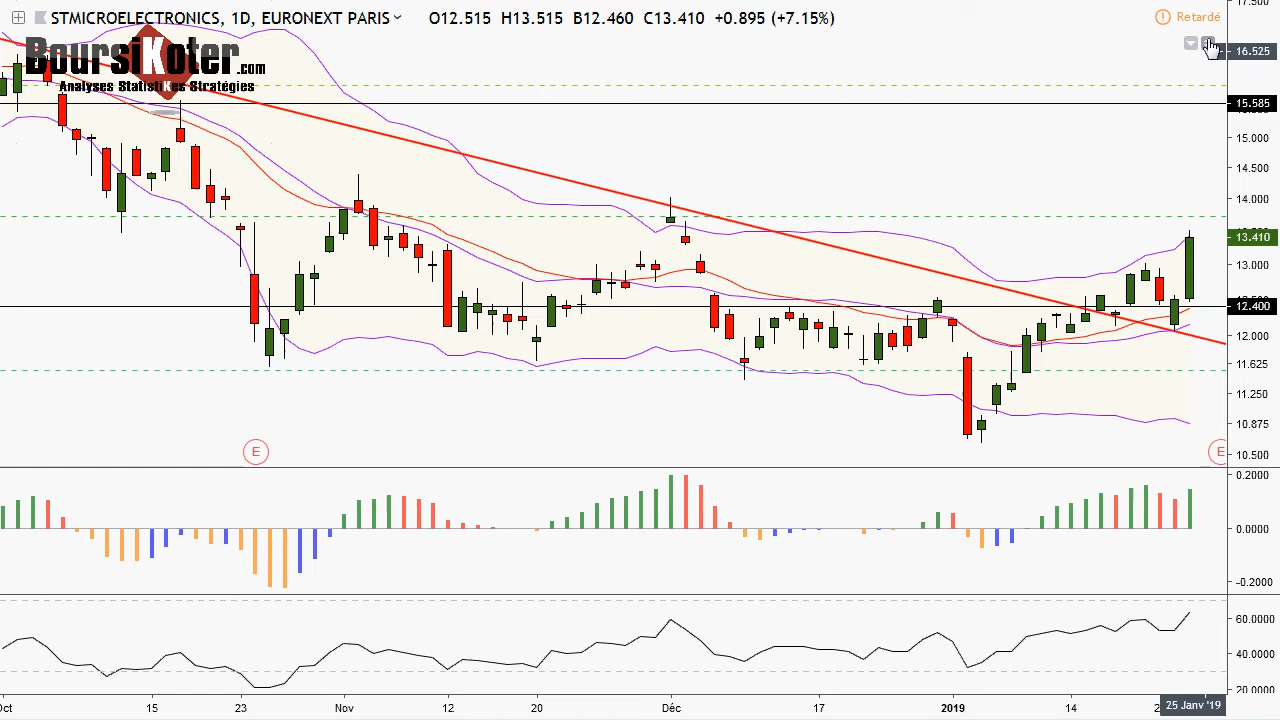 STMICROELECTRONICS, 1D, EURONEXT PARIS O12.515 H13.515 B12.460 C13.410 +0.895 (+7.15%)
Retardé
BoursiKoter.com
Analyses StatistiKes Stratégies
17.500
16.525
15.585
15.000
14.500
14.000
13.410
13.000
12.400
12.000
11.625
11.250
10.875
10.500
E
E
0.2000
0.0000
-0.2000
60.0000
40.0000
20.0000
Oct 15 23 Nov 12 20 Déc 17 2019 14 25 Janv '19